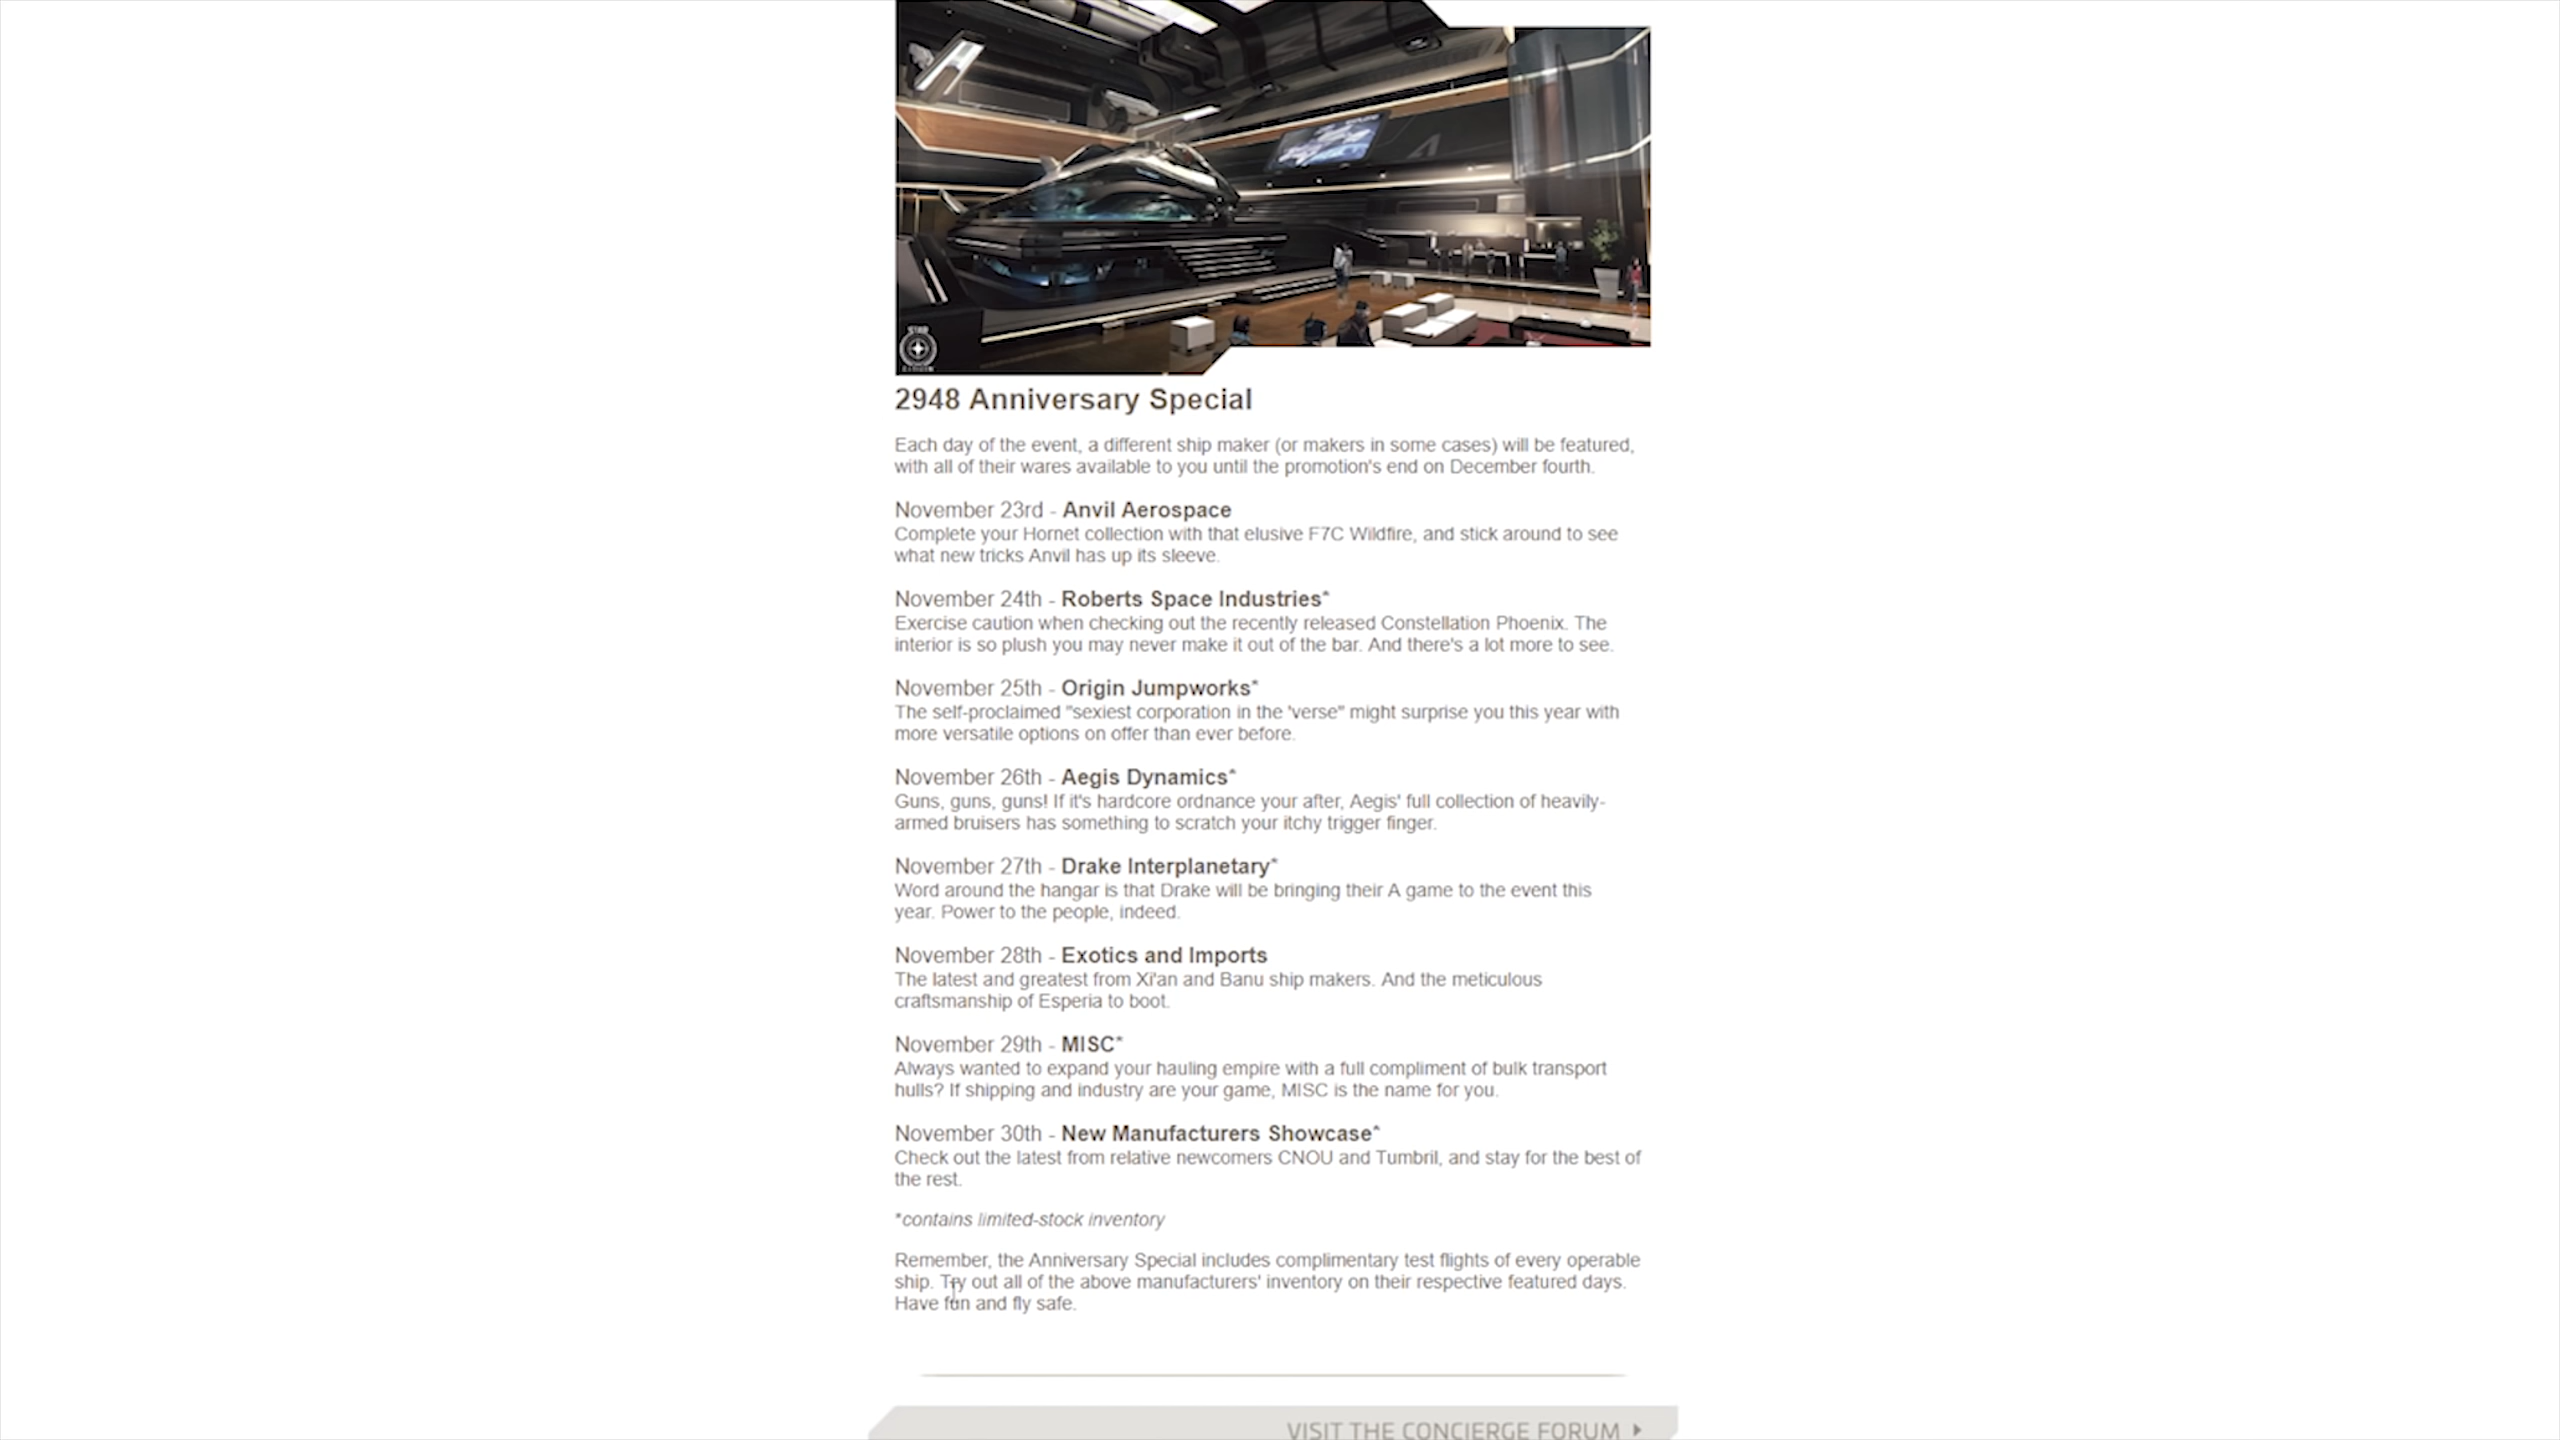 STAR
2948 Anniversary Special
Each day of the event, a different ship maker (or makers in some cases) will be featured,
with all of their wares available to you until the promotion's end on December fourth.
November 23rd - Anvil Aerospace
Complete your Hornet collection with that elusive F7C Wildfire, and stick around to see
what new tricks Anvil has up its sleeve.
November 24th - Roberts Space Industries*
Exercise caution when checking out the recently released Constellation Phoenix. The
interior is so plush you may never make it out of the bar. And there's a lot more to see.
November 25th - Origin Jumpworks*
The self-proclaimed "sexiest corporation in the 'verse" might surprise you this year with
more versatile options on offer than ever before.
November 26th - Aegis Dynamics*
Guns, guns, guns! If it's hardcore ordnance your after, Aegis' full collection of heavily-
armed bruisers has something to scratch your itchy trigger finger.
November 27th - Drake Interplanetary*
Word around the hangar is that Drake will be bringing their A game to the event this
year. Power to the people, indeed.
November 28th - Exotics and Imports
The latest and greatest from Xi'an and Banu ship makers. And the meticulous
craftsmanship of Esperia to boot.
November 29th - MISC*
Always wanted to expand your hauling empire with a full compliment of bulk transport
hulls? If shipping and industry are your game, MISC is the name for you.
November 30th - New Manufacturers Showcase*
Check out the latest from relative newcomers CNOU and Tumbril, and stay for the best of
the rest.
*contains limited-stock inventory
Remember, the Anniversary Special includes complimentary test flights of every operable
ship. Try out all of the above manufacturers' inventory on their respective featured days.
Have fun and fly safe.
VISIT THE CONCIERGE FORUM